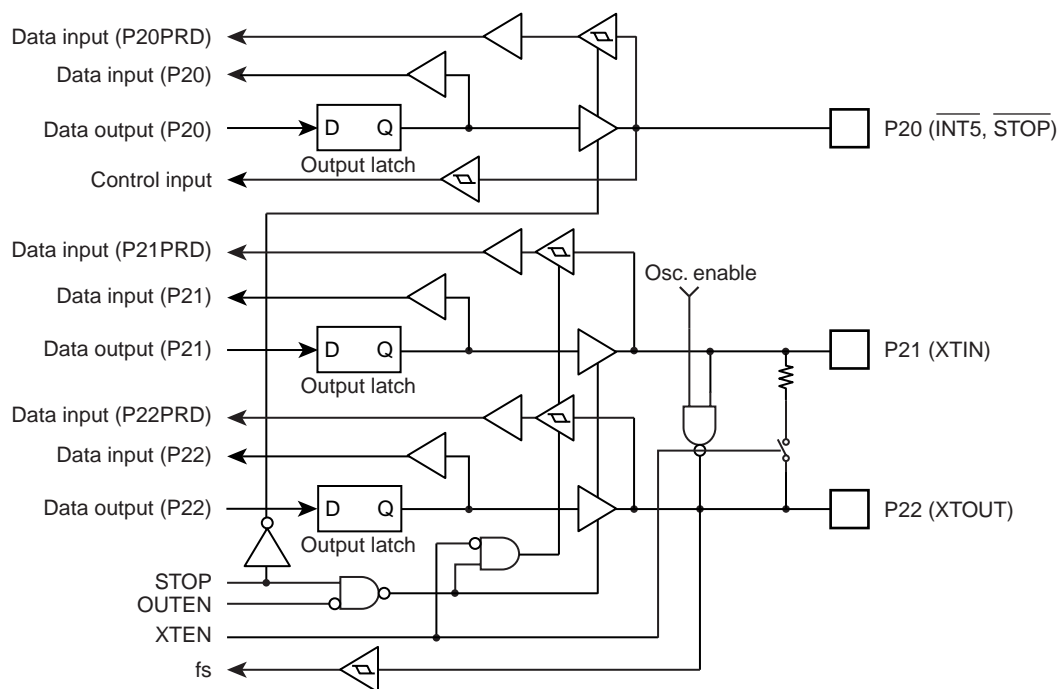 Data input (P20PRD)
Data input (P20)
Data output (P20)
D Q
Output latch
P20 (INT5, STOP)
Control input
Data input (P21PRD)
Osc. enable
Data input (P21)
Data output (P21)
D Q
Output latch
P21 (XTIN)
Data input (P22PRD)
Data input (P22)
Data output (P22)
D Q
Output latch
P22 (XTOUT)
STOP
OUTEN
XTEN
fs